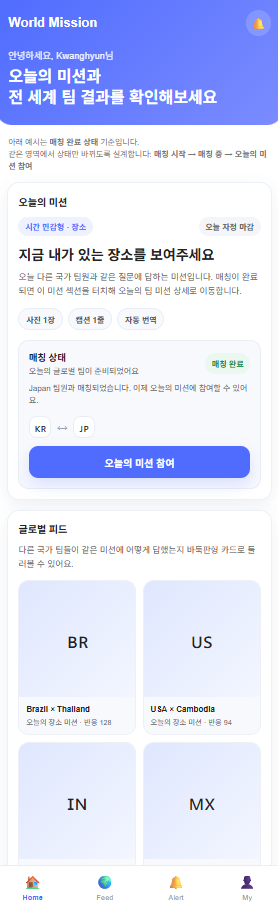 World Mission
안녕하세요, Kwanghyun님
오늘의 미션과
전 세계 팀 결과를 확인해보세요
아래 예시는 매칭 완료 상태 기준입니다.
같은 영역에서 상태만 바뀌도록 설계합니다: 매칭 시작 → 매칭 중 → 오늘의 미
션 참여
오늘의 미션
시간 민감형 · 장소
오늘 자정 마감
지금 내가 있는 장소를 보여주세요
오늘 다른 국가 팀원과 같은 질문에 답하는 미션입니다. 매칭이 완료
되면 이 미션 섹션을 터치해 오늘의 팀 미션 상세로 이동합니다.
사진 1장
캡션 1줄
자동 번역
매칭 상태
오늘의 글로벌 팀이 준비되었어요
매칭 완료
Japan 팀원과 매칭되었습니다. 이제 오늘의 미션에 참여할 수 있어
요.
KR ↔ JP
오늘의 미션 참여
글로벌 피드
다른 국가 팀들이 같은 미션에 어떻게 답했는지 바둑판형 카드로 둘
러볼 수 있어요.
BR
US
Brazil × Thailand
오늘의 장소 미션 · 반응 128
USA × Cambodia
오늘의 장소 미션 · 반응 94
IN
MX
Home
Feed
Alert
My